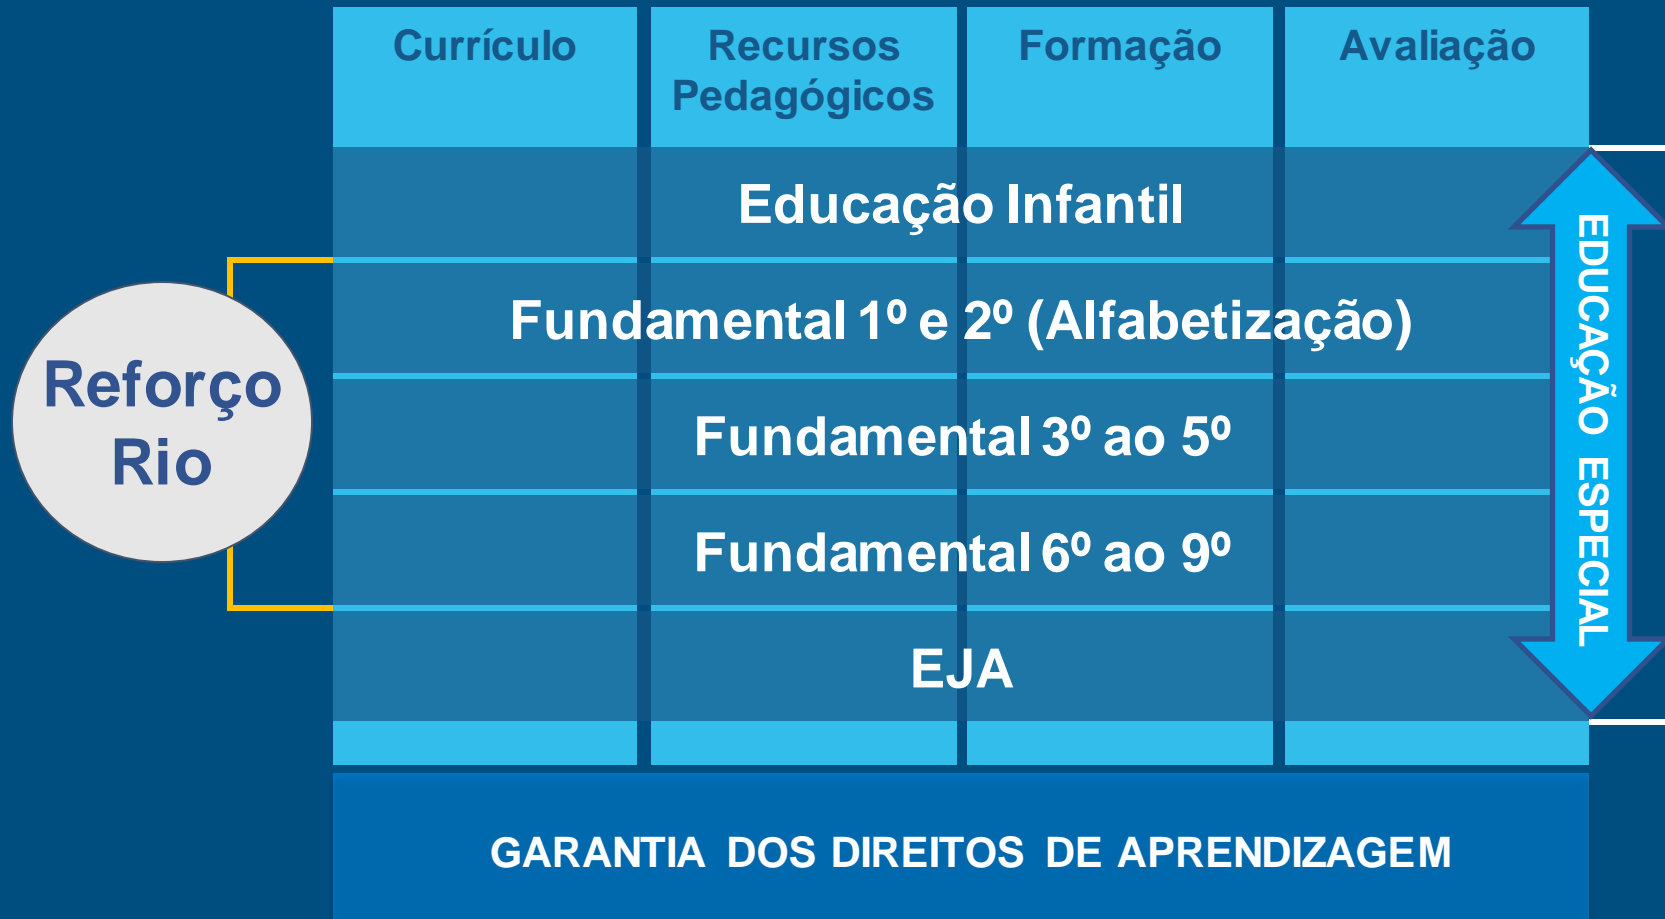 Currículo
Recursos
Pedagógicos
Formação
Avaliação
Educação Infantil
Fundamental 1º e 2º (Alfabetização)
Fundamental 3º ao 5º
Fundamental 6º ao 9º
EJA
Reforço
Rio
EDUCAÇÃO ESPECIAL
GARANTIA DOS DIREITOS DE APRENDIZAGEM